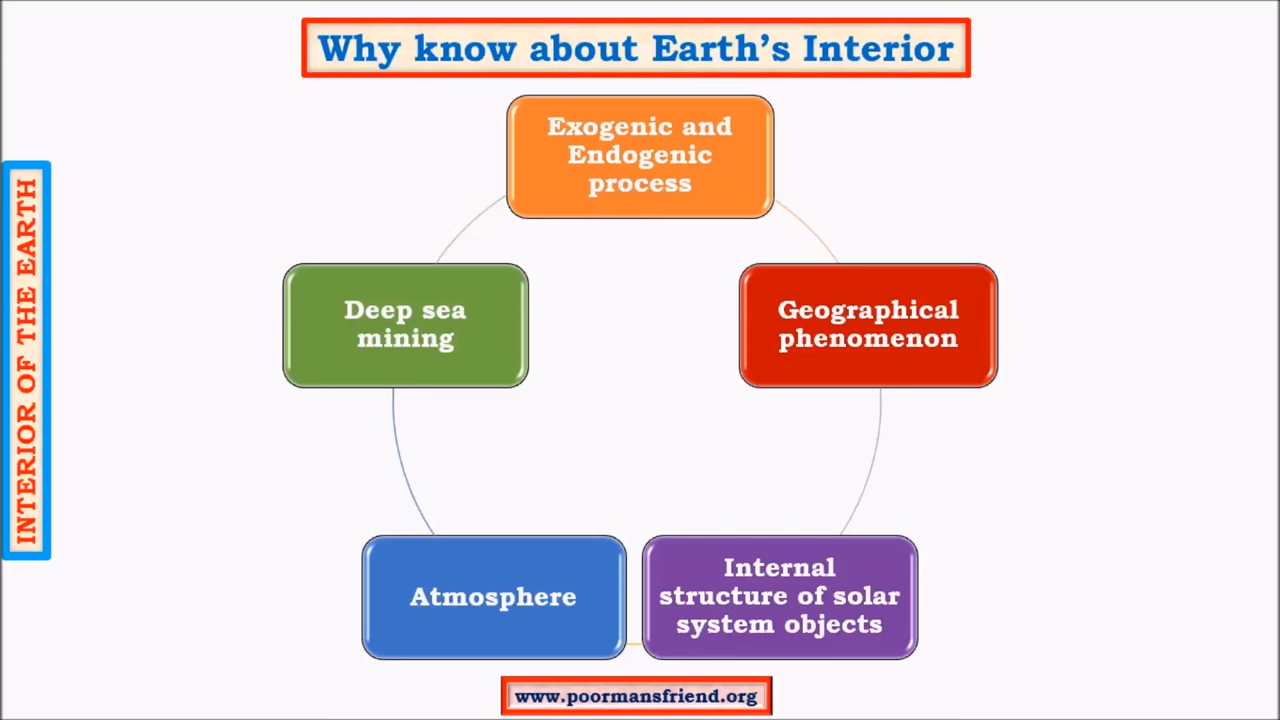 Why know about Earth’s Interior
Exogenic and
Endogenic
process
Deep sea
mining
Geographical
phenomenon
INTERIOR OF THE EARTH
Atmosphere
Internal
structure of solar
system objects
www.poormansfriend.org